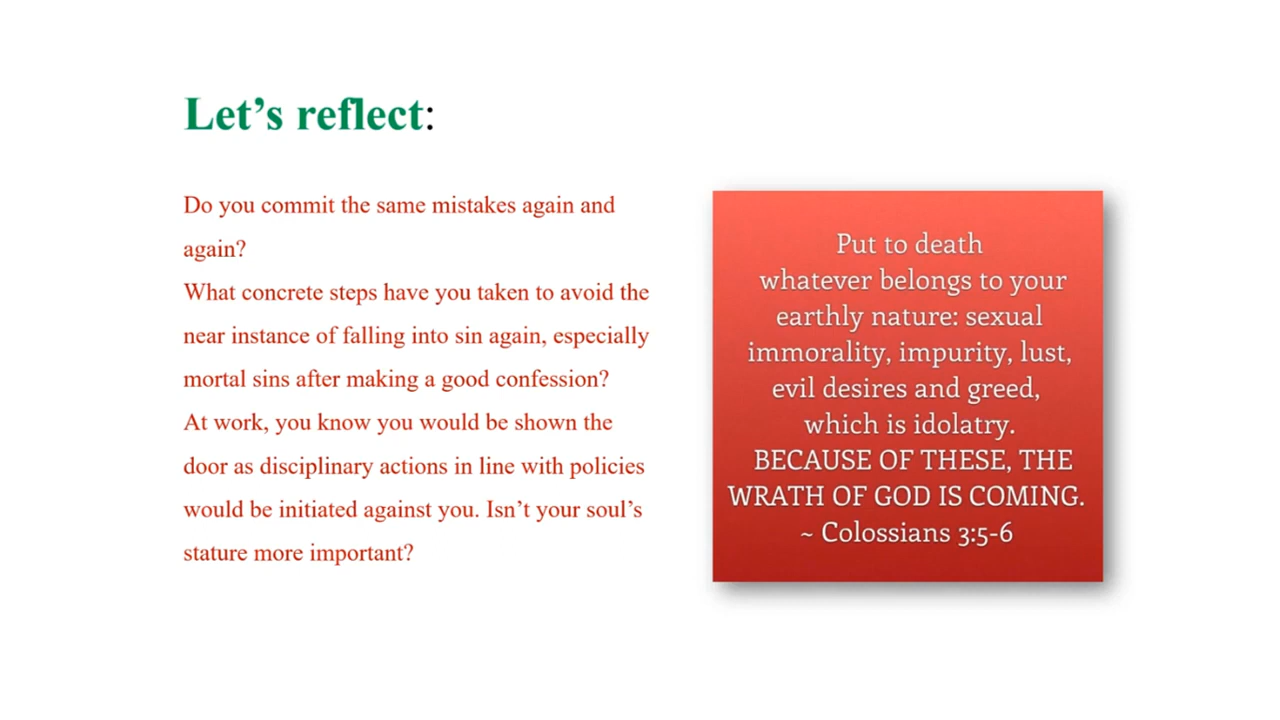 Let’s reflect:
Do you commit the same mistakes again and
again?
What concrete steps have you taken to avoid the
near instance of falling into sin again, especially
mortal sins after making a good confession?
At work, you know you would be shown the
door as disciplinary actions in line with policies
would be initiated against you. Isn’t your soul’s
stature more important?
Put to death
whatever belongs to your
earthly nature: sexual
immorality, impurity, lust,
evil desires and greed,
which is idolatry.
BECAUSE OF THESE, THE
WRATH OF GOD IS COMING.
~ Colossians 3:5-6